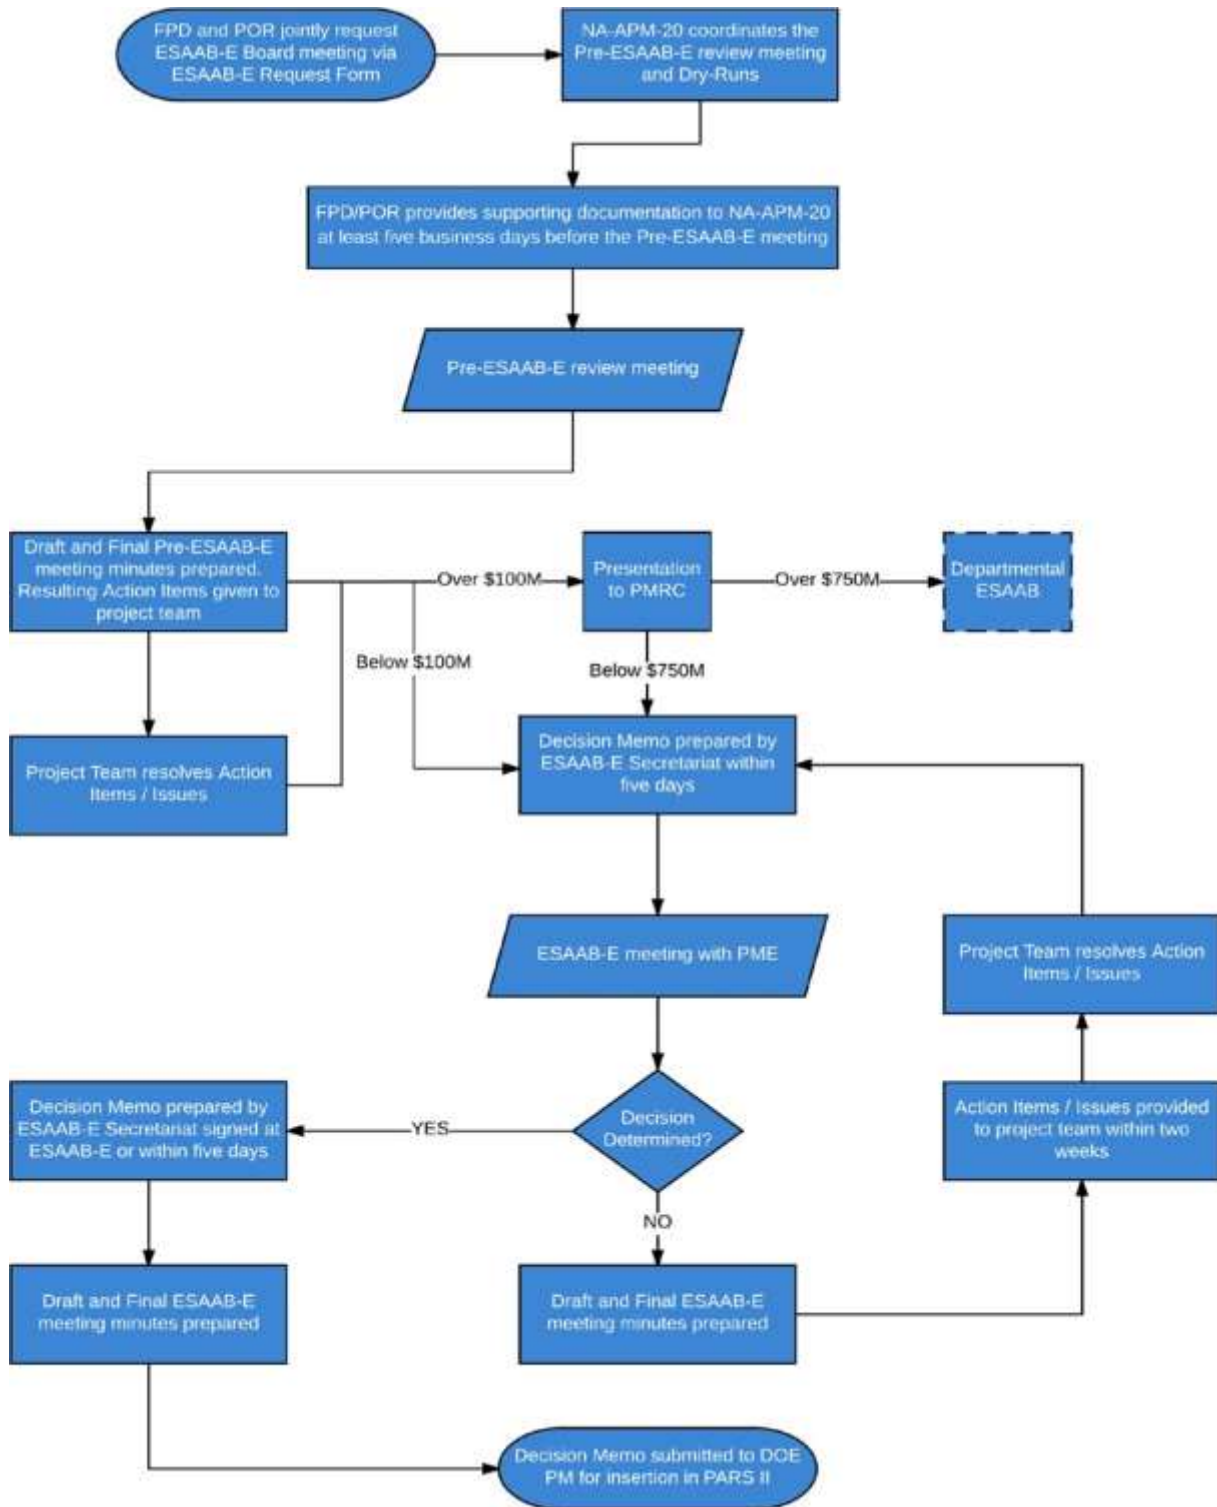 FPD and POR jointly request
ESAAB-E Board meeting via
ESAAB-E Request Form
NA-APM-20 coordinates the
Pre-ESAAB-E review meeting
and Dry-Runs
FPD/POR provides supporting documentation to NA-APM-20
at least five business days before the Pre-ESAAB-E meeting
Pre-ESAAB-E review meeting
Draft and Final Pre-ESAAB-E
meeting minutes prepared.
Resulting Action Items given to
project team
Over $100M
Presentation
to PMRC
Over $750M
Departmental
ESAAB
Below $100M
Below $750M
Project Team resolves Action
Items / Issues
Decision Memo prepared by
ESAAB-E Secretariat within
five days
ESAAB-E meeting with PME
Project Team resolves Action
Items / Issues
Decision Memo prepared by
ESAAB-E Secretariat signed at
ESAAB-E or within five days
YES
Decision
Determined?
Action Items / Issues provided
to project team within two
weeks
NO
Draft and Final ESAAB-E
meeting minutes prepared
Draft and Final ESAAB-E
meeting minutes prepared
Decision Memo submitted to DOE
PM for insertion in PARS II